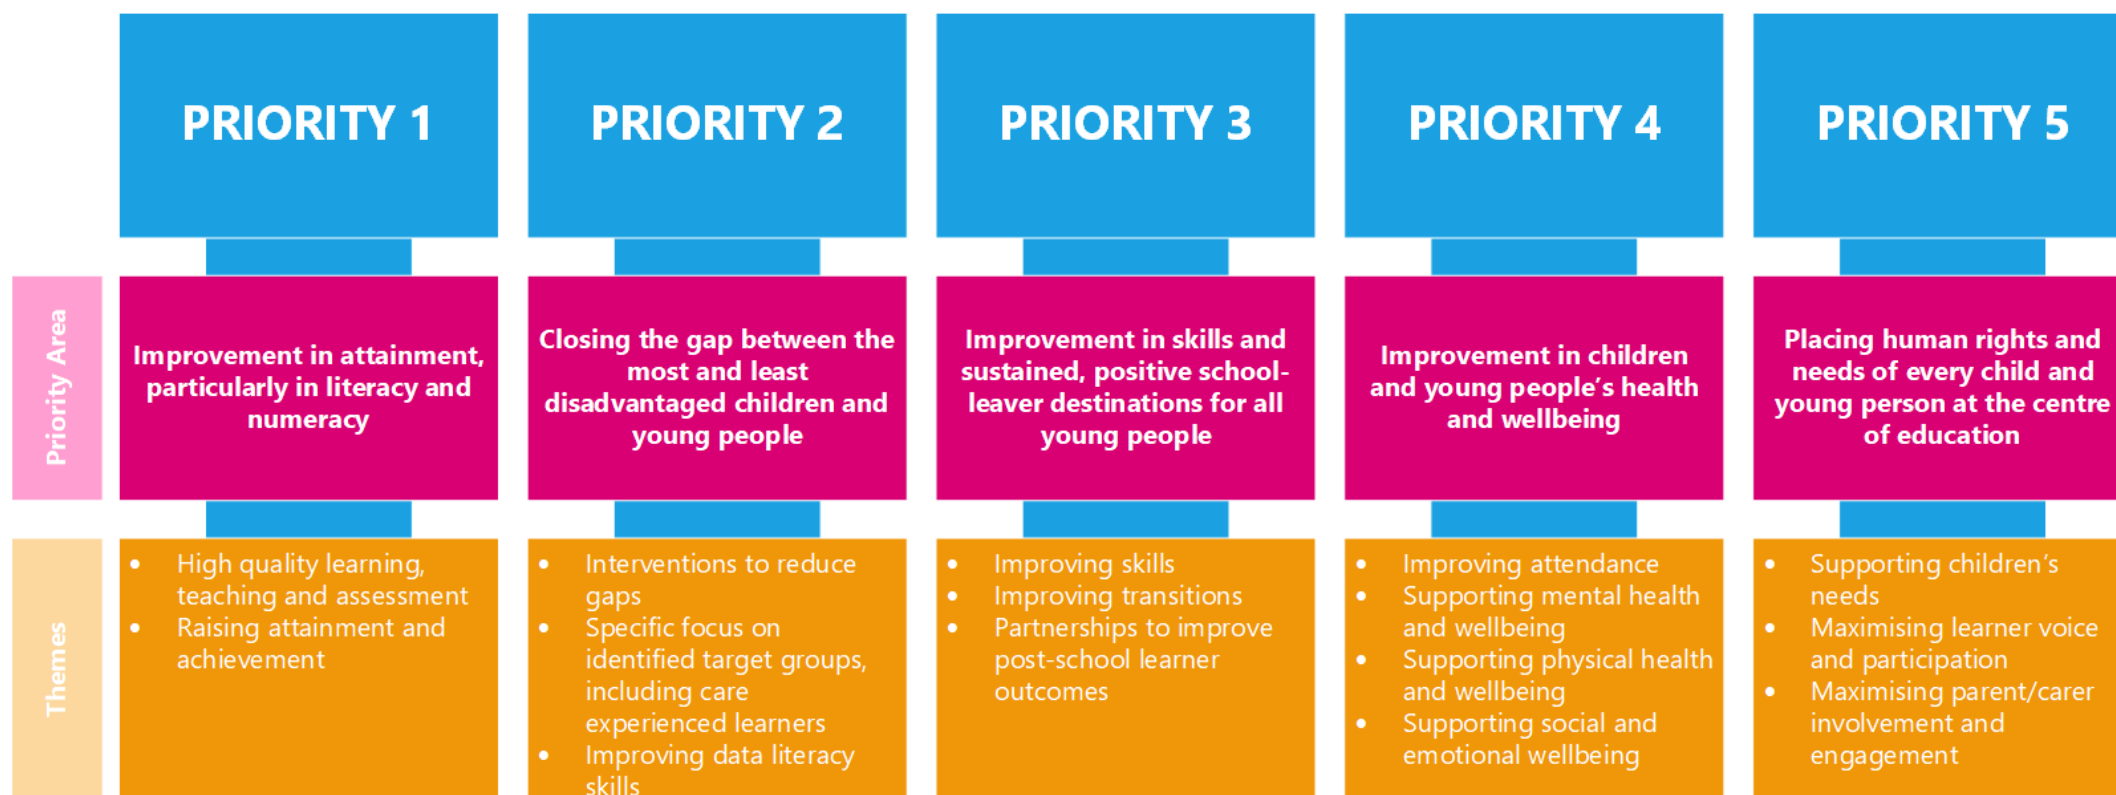 PRIORITY 1
PRIORITY 2
PRIORITY 3
PRIORITY 4
PRIORITY 5
Priority Area
Improvement in attainment,
particularly in literacy and
numeracy
Closing the gap between the
most and least
disadvantaged children and
young people
Improvement in skills and
sustained, positive school-
leaver destinations for all
young people
Improvement in children
and young people’s health
and wellbeing
Placing human rights and
needs of every child and
young person at the centre
of education
Themes
• High quality learning,
teaching and assessment
• Raising attainment and
achievement
• Interventions to reduce
gaps
• Specific focus on
identified target groups,
including care
experienced learners
• Improving data literacy
skills
• Improving skills
• Improving transitions
• Partnerships to improve
post-school learner
outcomes
• Improving attendance
• Supporting mental health
and wellbeing
• Supporting physical health
and wellbeing
• Supporting social and
emotional wellbeing
• Supporting children’s
needs
• Maximising learner voice
and participation
• Maximising parent/carer
involvement and
engagement